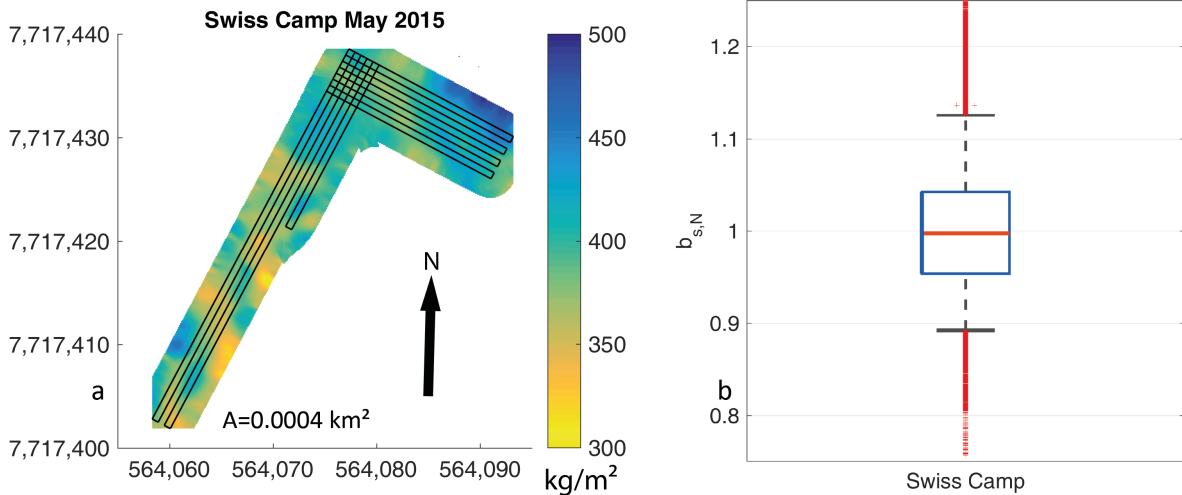 Swiss Camp May 2015
7,717,440
7,717,430
7,717,420
7,717,410
7,717,400
564,060 564,070 564,080 564,090
a
A=0.0004 km²
N
500
450
400
350
300
kg/m²
1.2
1.1
1
0.9
0.8
b_{s,N}
b
Swiss Camp